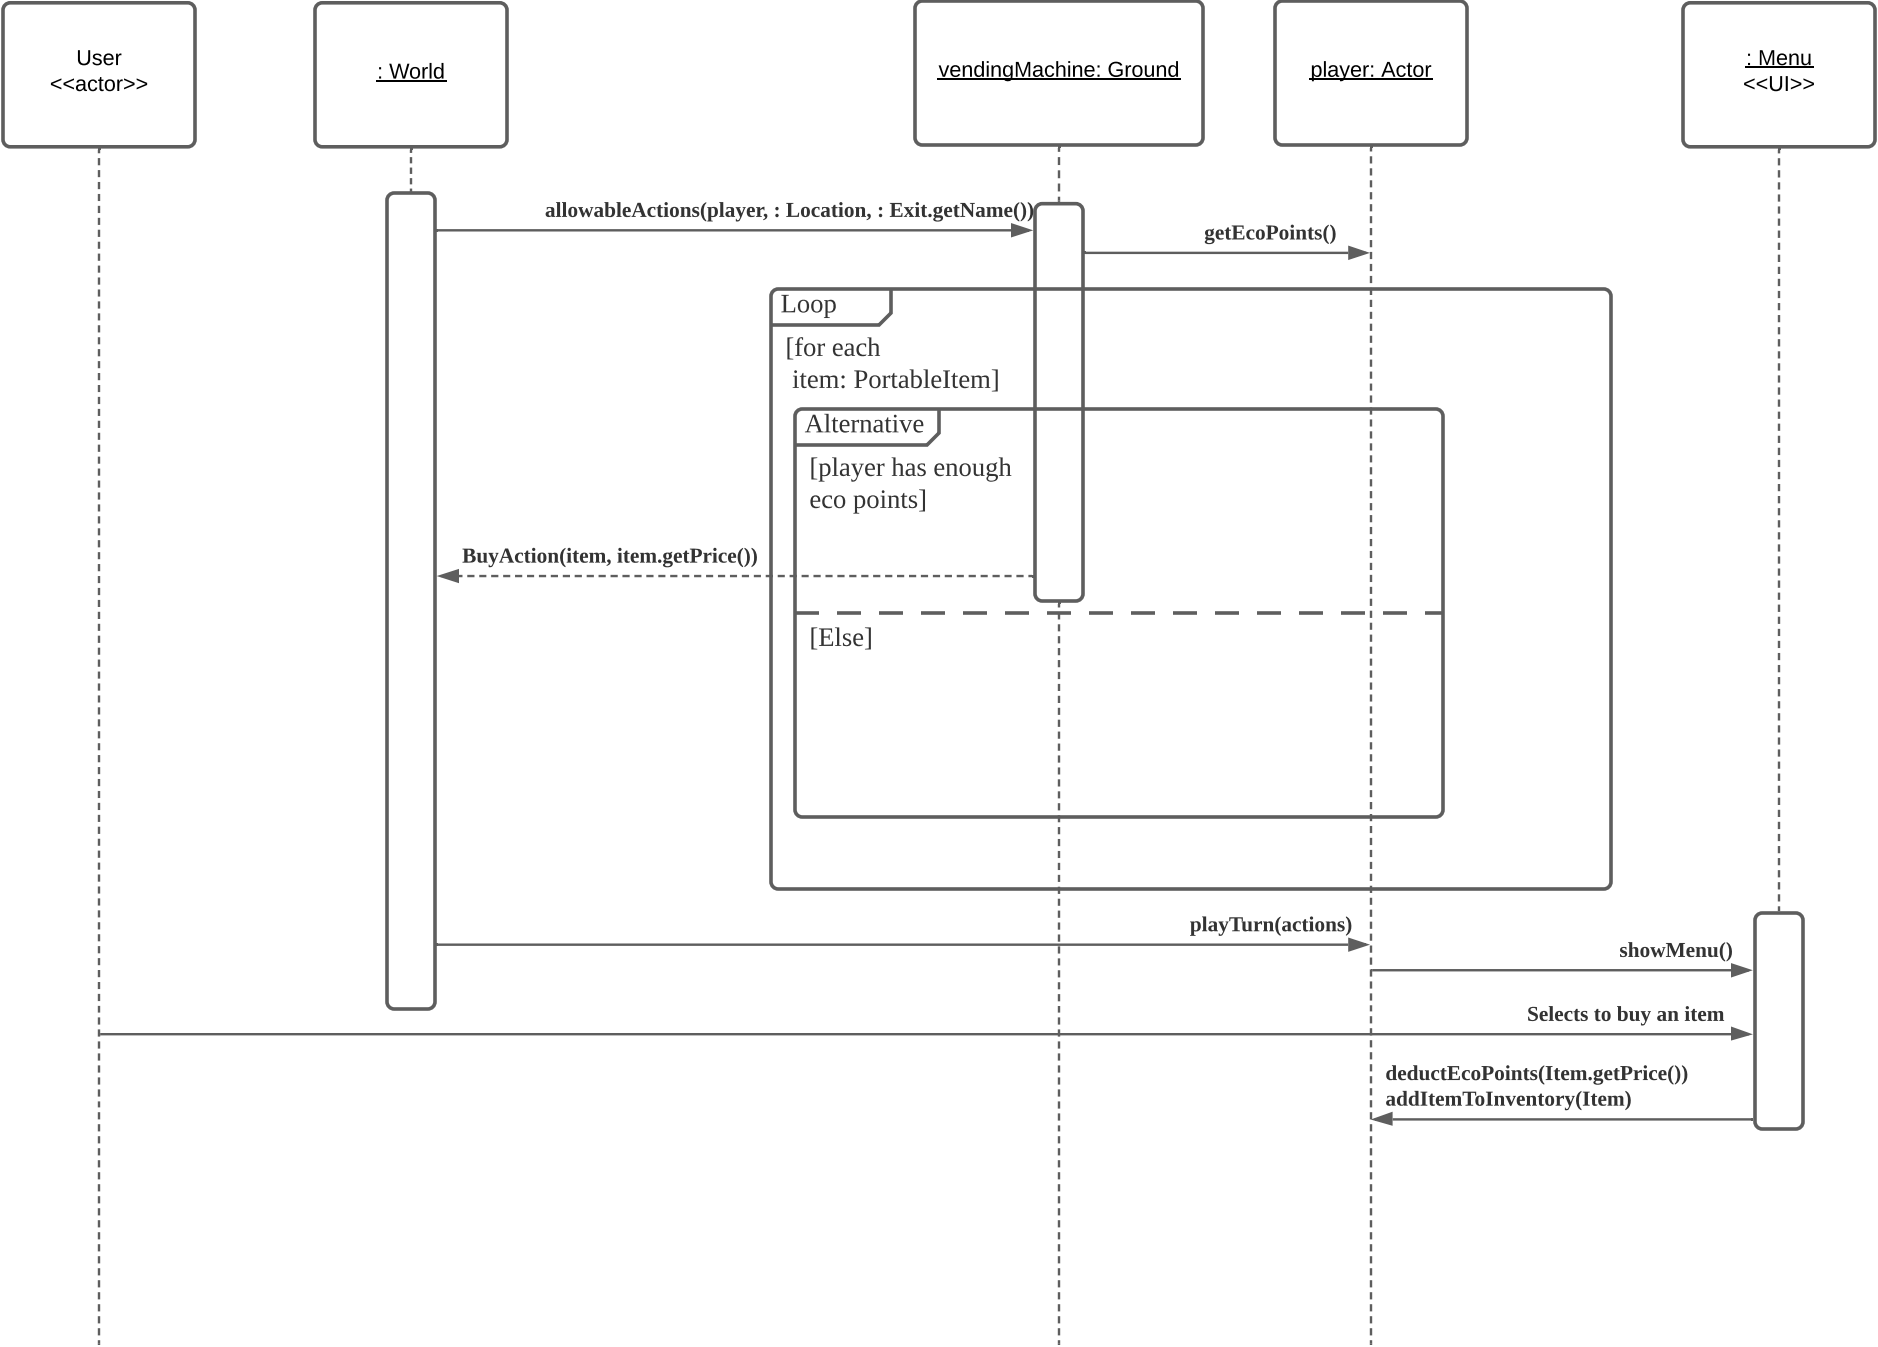 User
<<actor>>
: World
vendingMachine: Ground
player: Actor
: Menu
<<UI>>
allowableActions(player, : Location, : Exit.getName())
getEcoPoints()
Loop
[for each
item: PortableItem]
Alternative
[player has enough
eco points]
BuyAction(item, item.getPrice())
[Else]
playTurn(actions)
showMenu()
Selects to buy an item
deductEcoPoints(Item.getPrice())
addItemToInventory(Item)